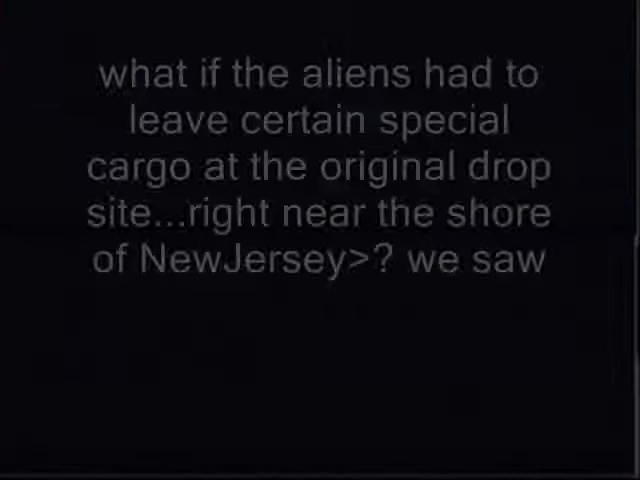 what if the aliens had to
leave certain special
cargo at the original drop
site...right near the shore
of NewJersey>? we saw